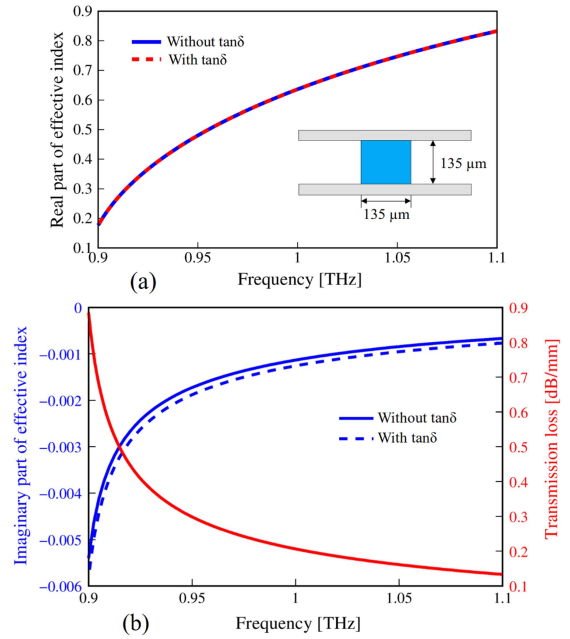 (a)
0.9
0.8
0.7
0.6
0.5
0.4
0.3
0.2
0.1
Real part of effective index
Without tanδ
With tanδ
135 μm
135 μm
0.9
0.95
1
1.05
1.1
Frequency [THz]
(a)
0
−0.001
−0.002
−0.003
−0.004
−0.005
−0.006
Imaginary part of effective index
Without tanδ
With tanδ
0.9
0.8
0.7
0.6
0.5
0.4
0.3
0.2
0.1
Transmission loss [dB/mm]
0.9
0.95
1
1.05
1.1
Frequency [THz]
(b)